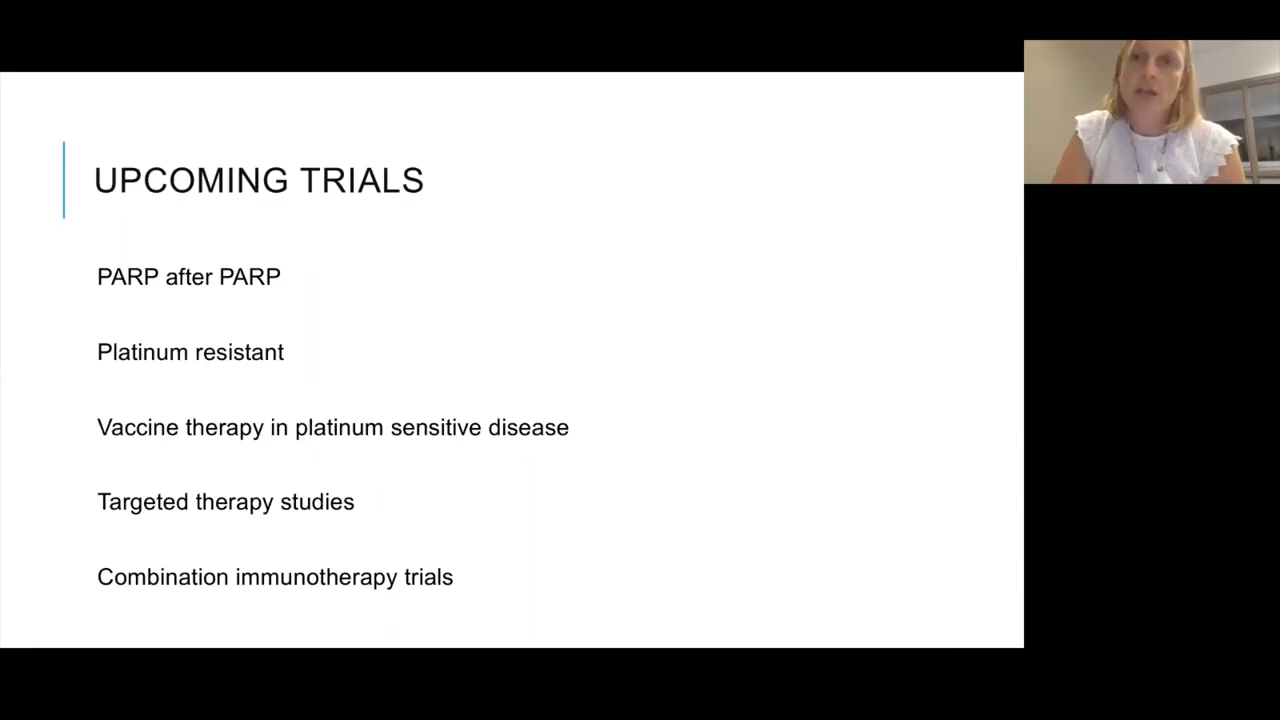 UPCOMING TRIALS
PARP after PARP
Platinum resistant
Vaccine therapy in platinum sensitive disease
Targeted therapy studies
Combination immunotherapy trials